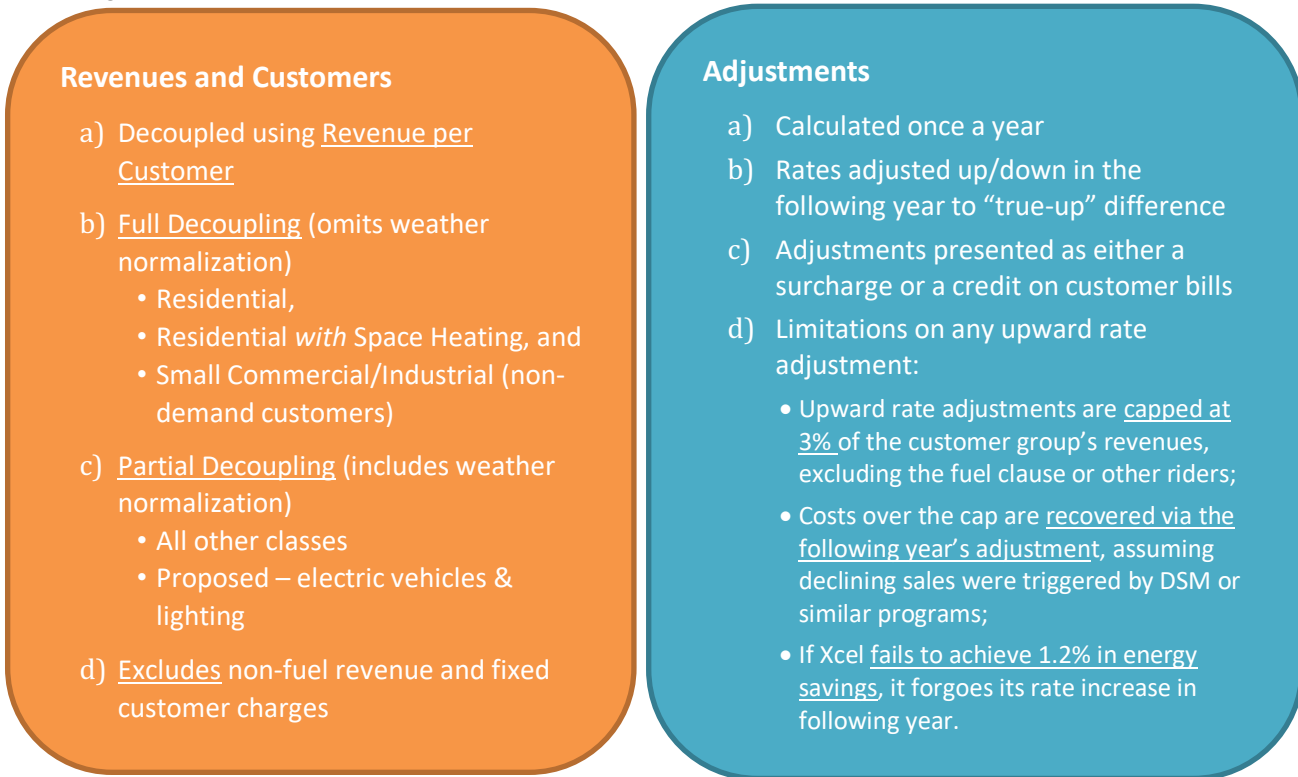 Revenues and Customers
a) Decoupled using Revenue per
Customer
b) Full Decoupling (omits weather
normalization)
• Residential,
• Residential with Space Heating, and
• Small Commercial/Industrial (non-
demand customers)
c) Partial Decoupling (includes weather
normalization)
• All other classes
• Proposed – electric vehicles &
lighting
d) Excludes non-fuel revenue and fixed
customer charges
Adjustments
a) Calculated once a year
b) Rates adjusted up/down in the
following year to “true-up” difference
c) Adjustments presented as either a
surcharge or a credit on customer bills
d) Limitations on any upward rate
adjustment:
• Upward rate adjustments are capped at
3% of the customer group’s revenues,
excluding the fuel clause or other riders;
• Costs over the cap are recovered via the
following year’s adjustment, assuming
declining sales were triggered by DSM or
similar programs;
• If Xcel fails to achieve 1.2% in energy
savings, it forgoes its rate increase in
following year.